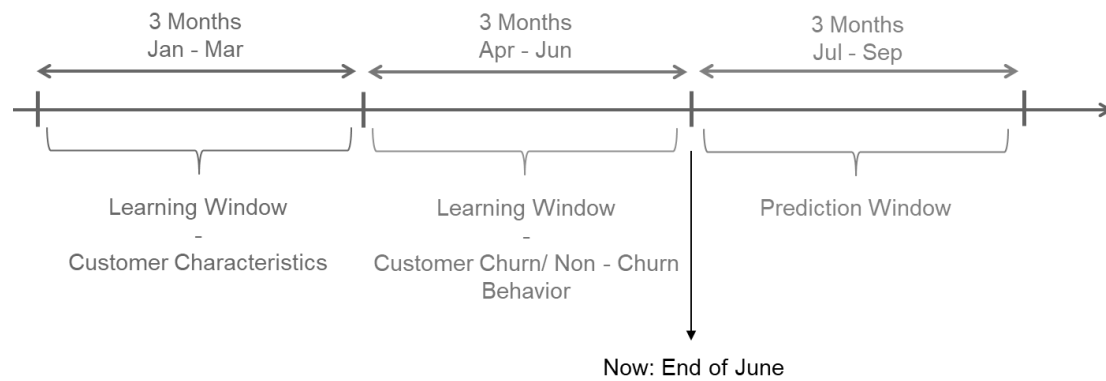 3 Months
Jan - Mar
3 Months
Apr - Jun
3 Months
Jul - Sep
Learning Window
-
Customer Characteristics
Learning Window
-
Customer Churn/ Non - Churn
Behavior
Prediction Window
Now: End of June